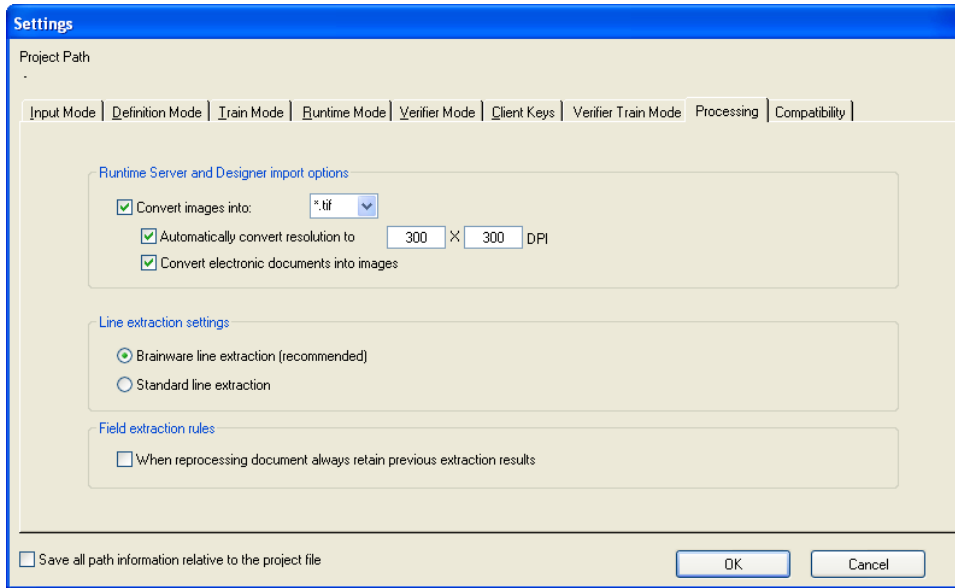 Settings
Project Path
.
Input Mode Definition Mode Train Mode Runtime Mode Verifier Mode Client Keys Verifier Train Mode Processing Compatibility
Runtime Server and Designer import options
Convert images into: *.tif
Automatically convert resolution to 300 X 300 DPI
Convert electronic documents into images
Line extraction settings
Brainware line extraction (recommended)
Standard line extraction
Field extraction rules
When reprocessing document always retain previous extraction results
Save all path information relative to the project file OK Cancel